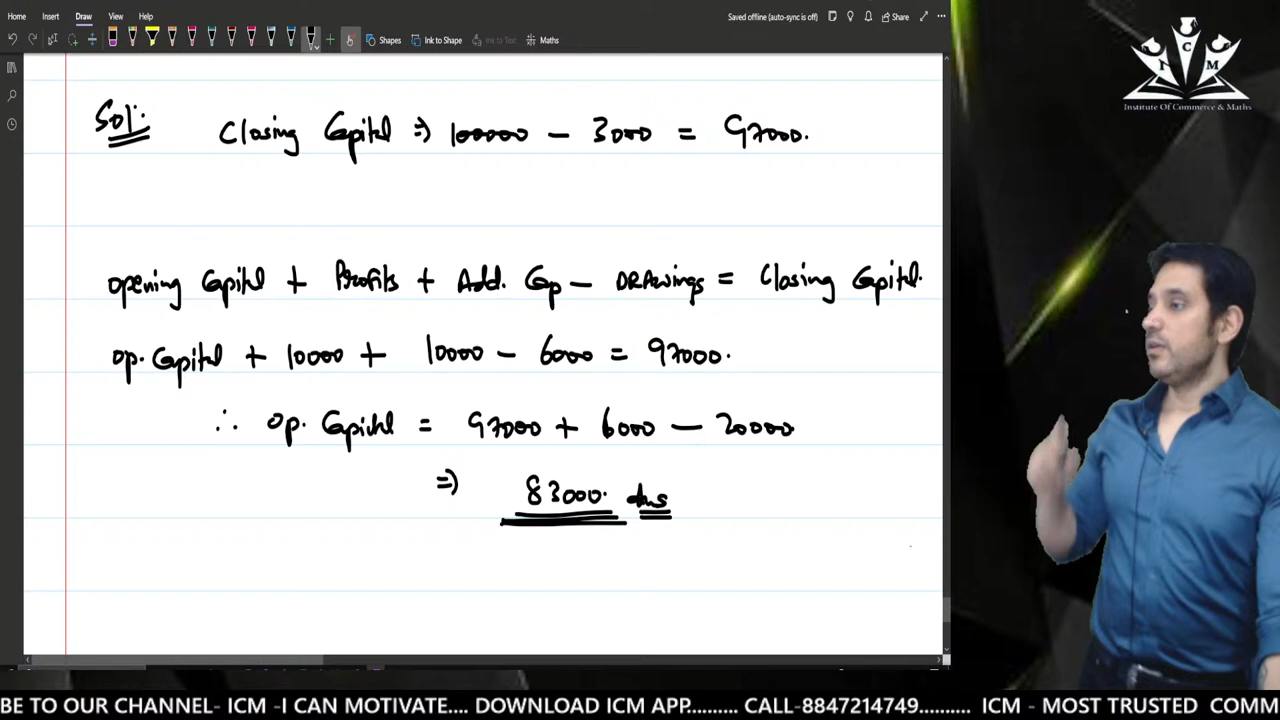 Home Insert Draw View Help Saved offline (auto-sync is off) Share
Shapes Ink to Shape Ink to Text Maths
I C M
Institute Of Commerce & Maths
Sol:
Closing Capital ⇒ 100000 - 3000 = 97000.
opening Capital + Profits + Add. Cap - DRAwings = Closing Capital.
op. Capital + 10000 + 10000 - 6000 = 97000.
∴ op. Capital = 97000 + 6000 - 20000
⇒ 83000. Ans
BE TO OUR CHANNEL- ICM -I CAN MOTIVATE.... DOWNLOAD ICM APP.......... CALL-8847214749.......... ICM - MOST TRUSTED COMM